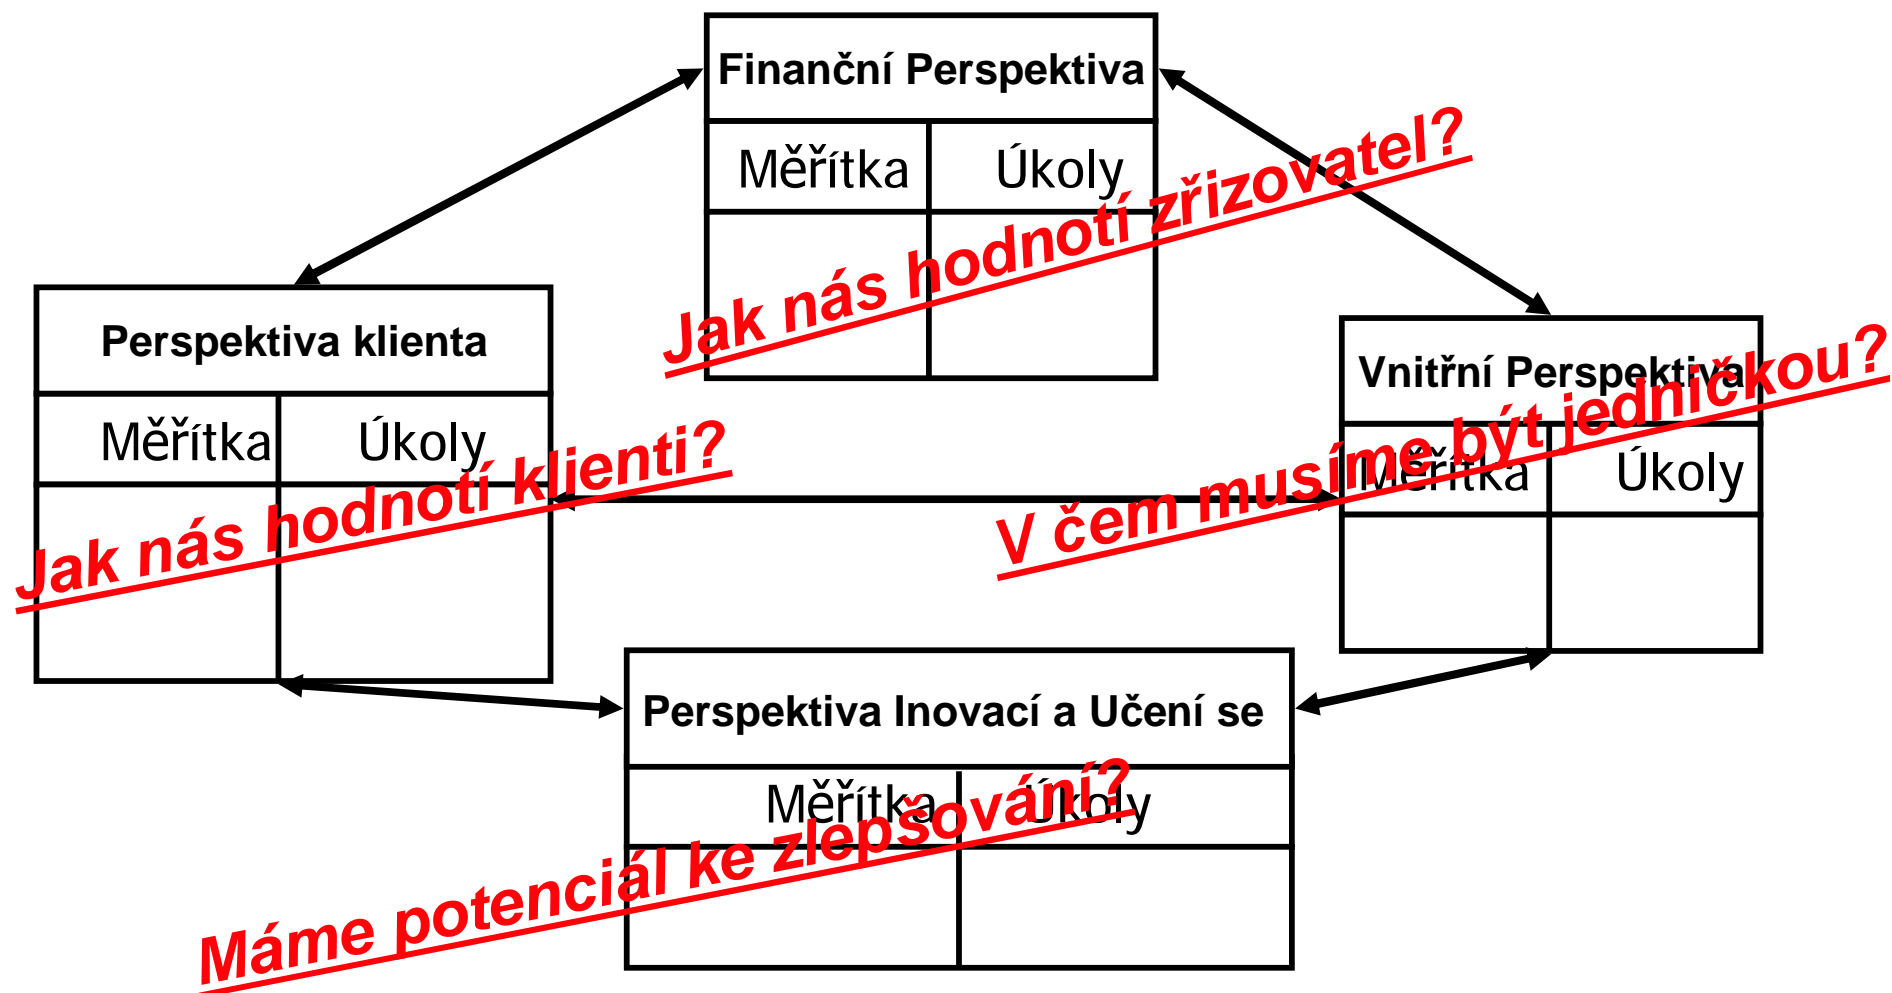 Finanční Perspektiva
Měřítka Úkoly
Jak nás hodnotí zřizovatel?
Perspektiva klienta
Měřítka Úkoly
Jak nás hodnotí klienti?
Vnitřní Perspektiva
Měřítka Úkoly
V čem musíme být jedničkou?
Perspektiva Inovací a Učení se
Měřítka Úkoly
Máme potenciál ke zlepšování?